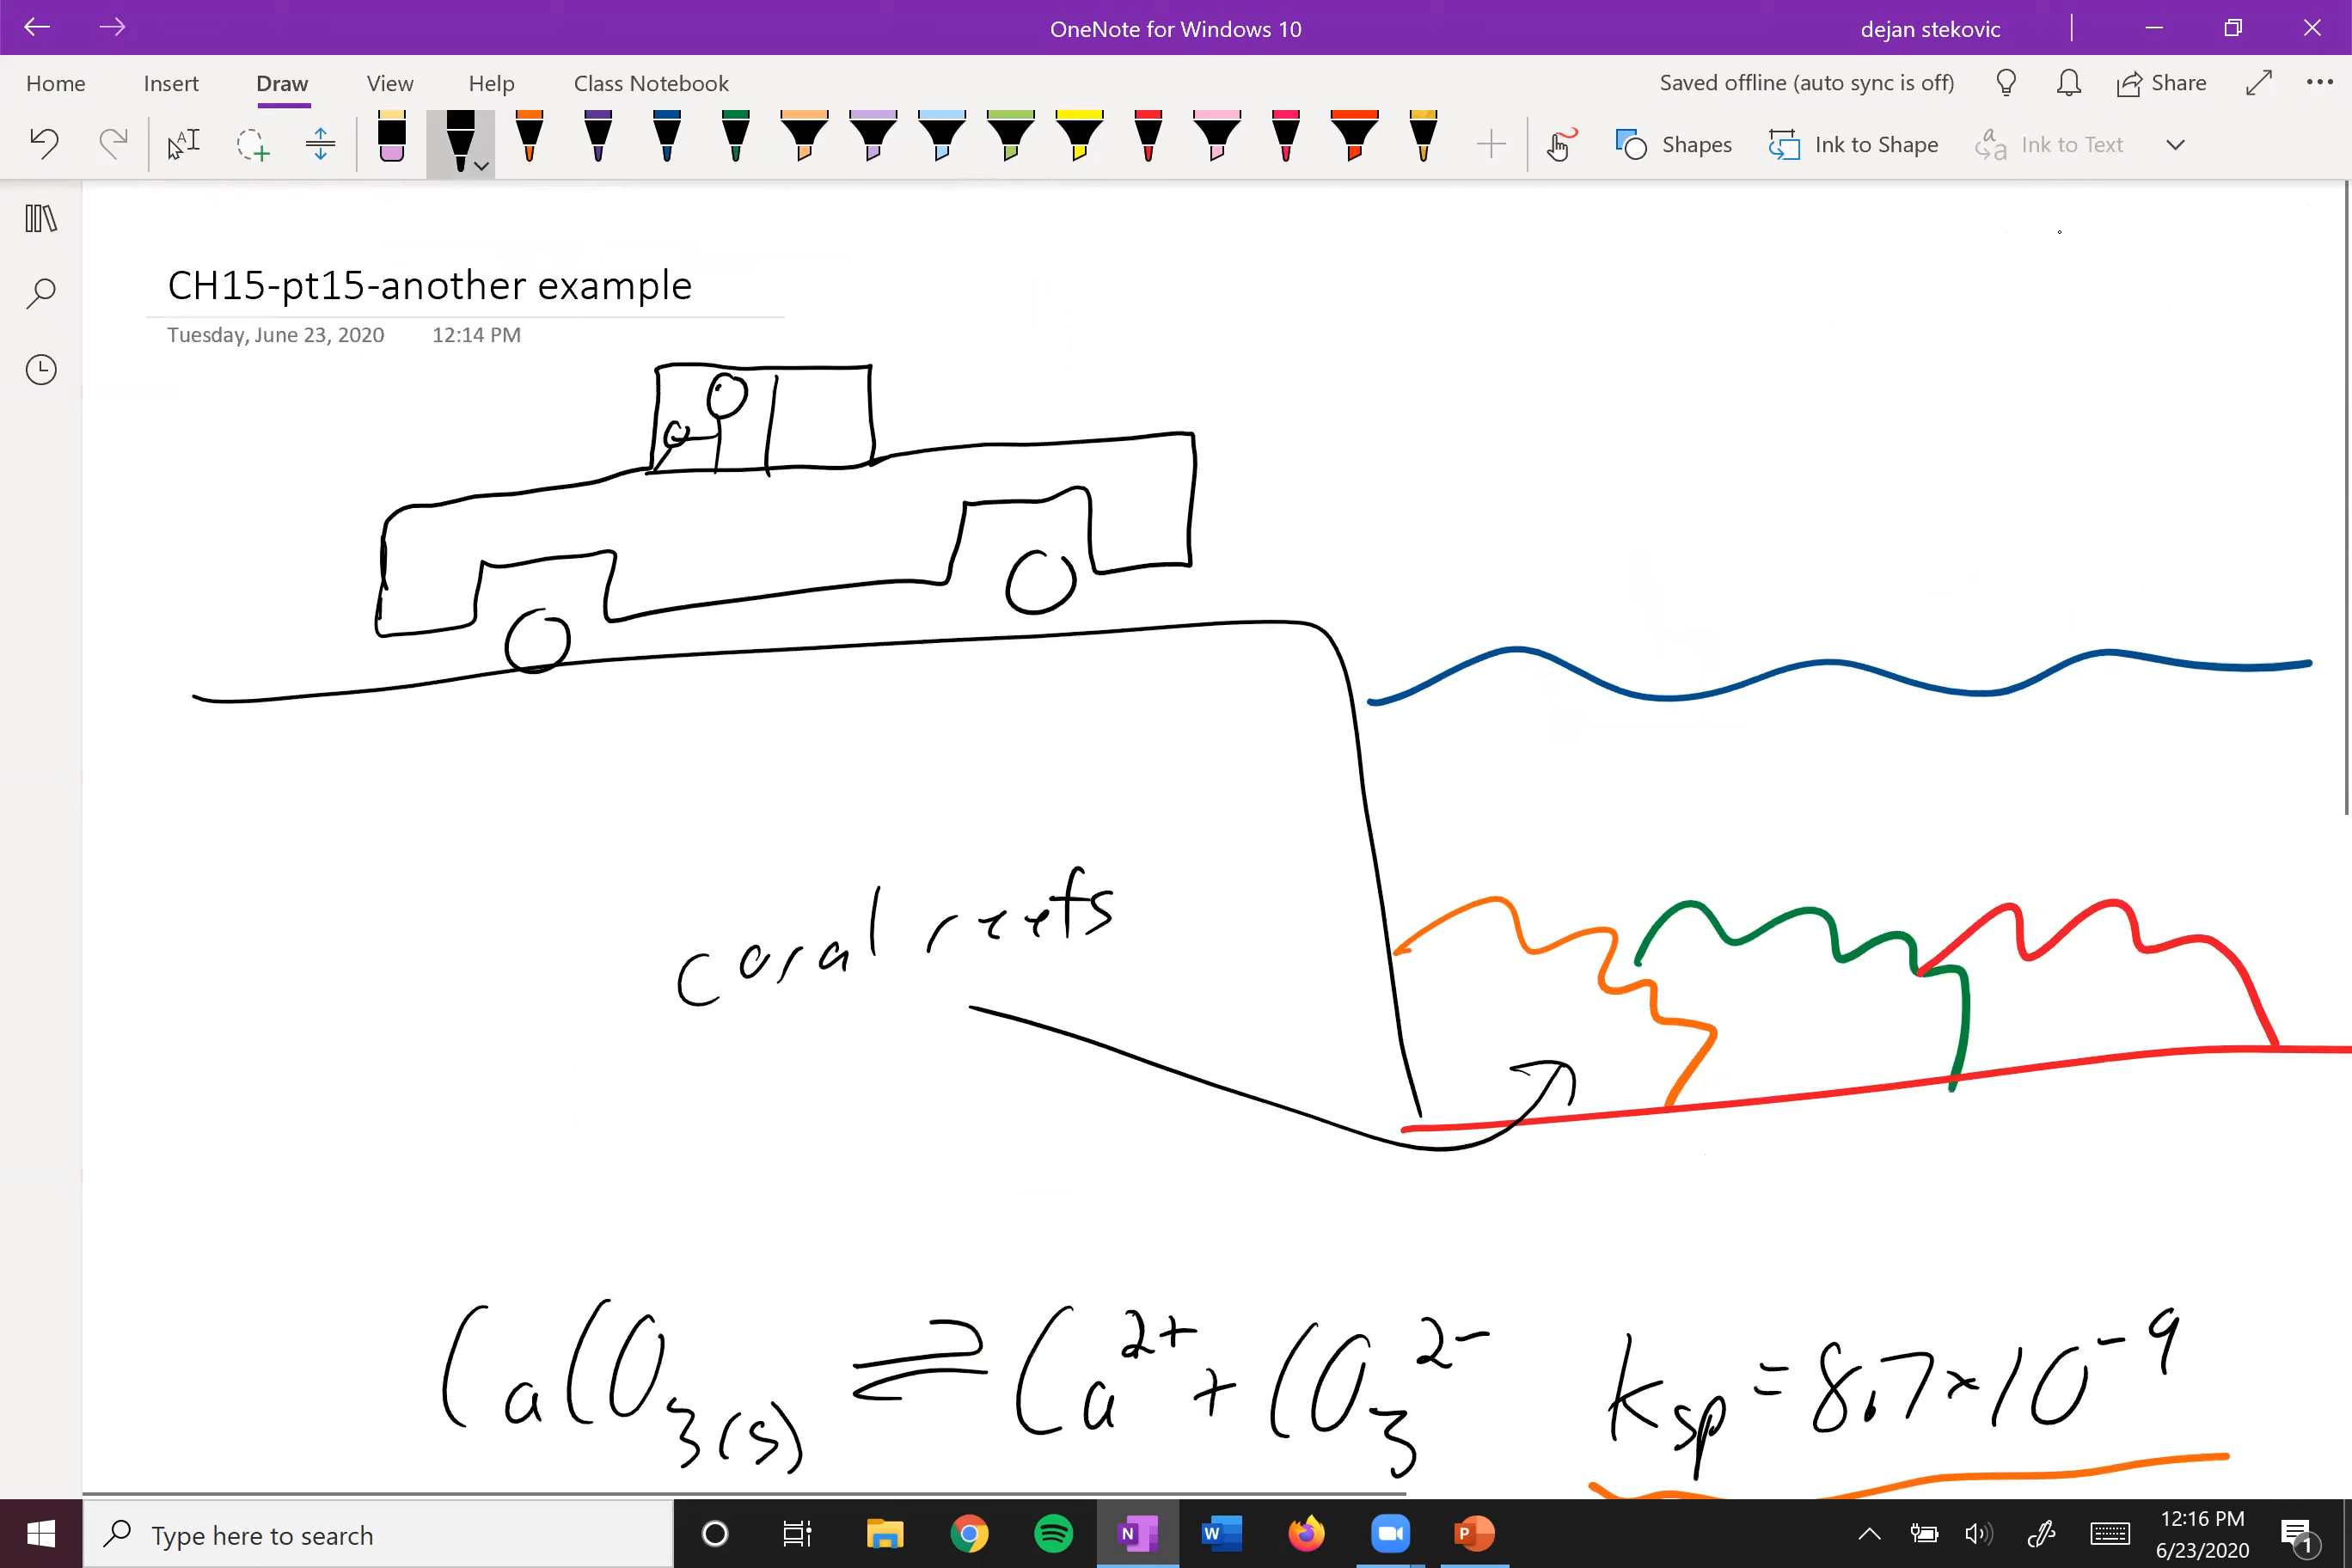 OneNote for Windows 10
dejan stekovic
Home Insert Draw View Help Class Notebook
Saved offline (auto sync is off)
Share
Shapes
Ink to Shape
Ink to Text
CH15-pt15-another example
Tuesday, June 23, 2020 12:14 PM
coral reefs
CaCO₃(s) ⇌ Ca²⁺ + CO₃²⁻ ksp = 8.7×10⁻⁹
Type here to search
N
W
P
12:16 PM
6/23/2020
1